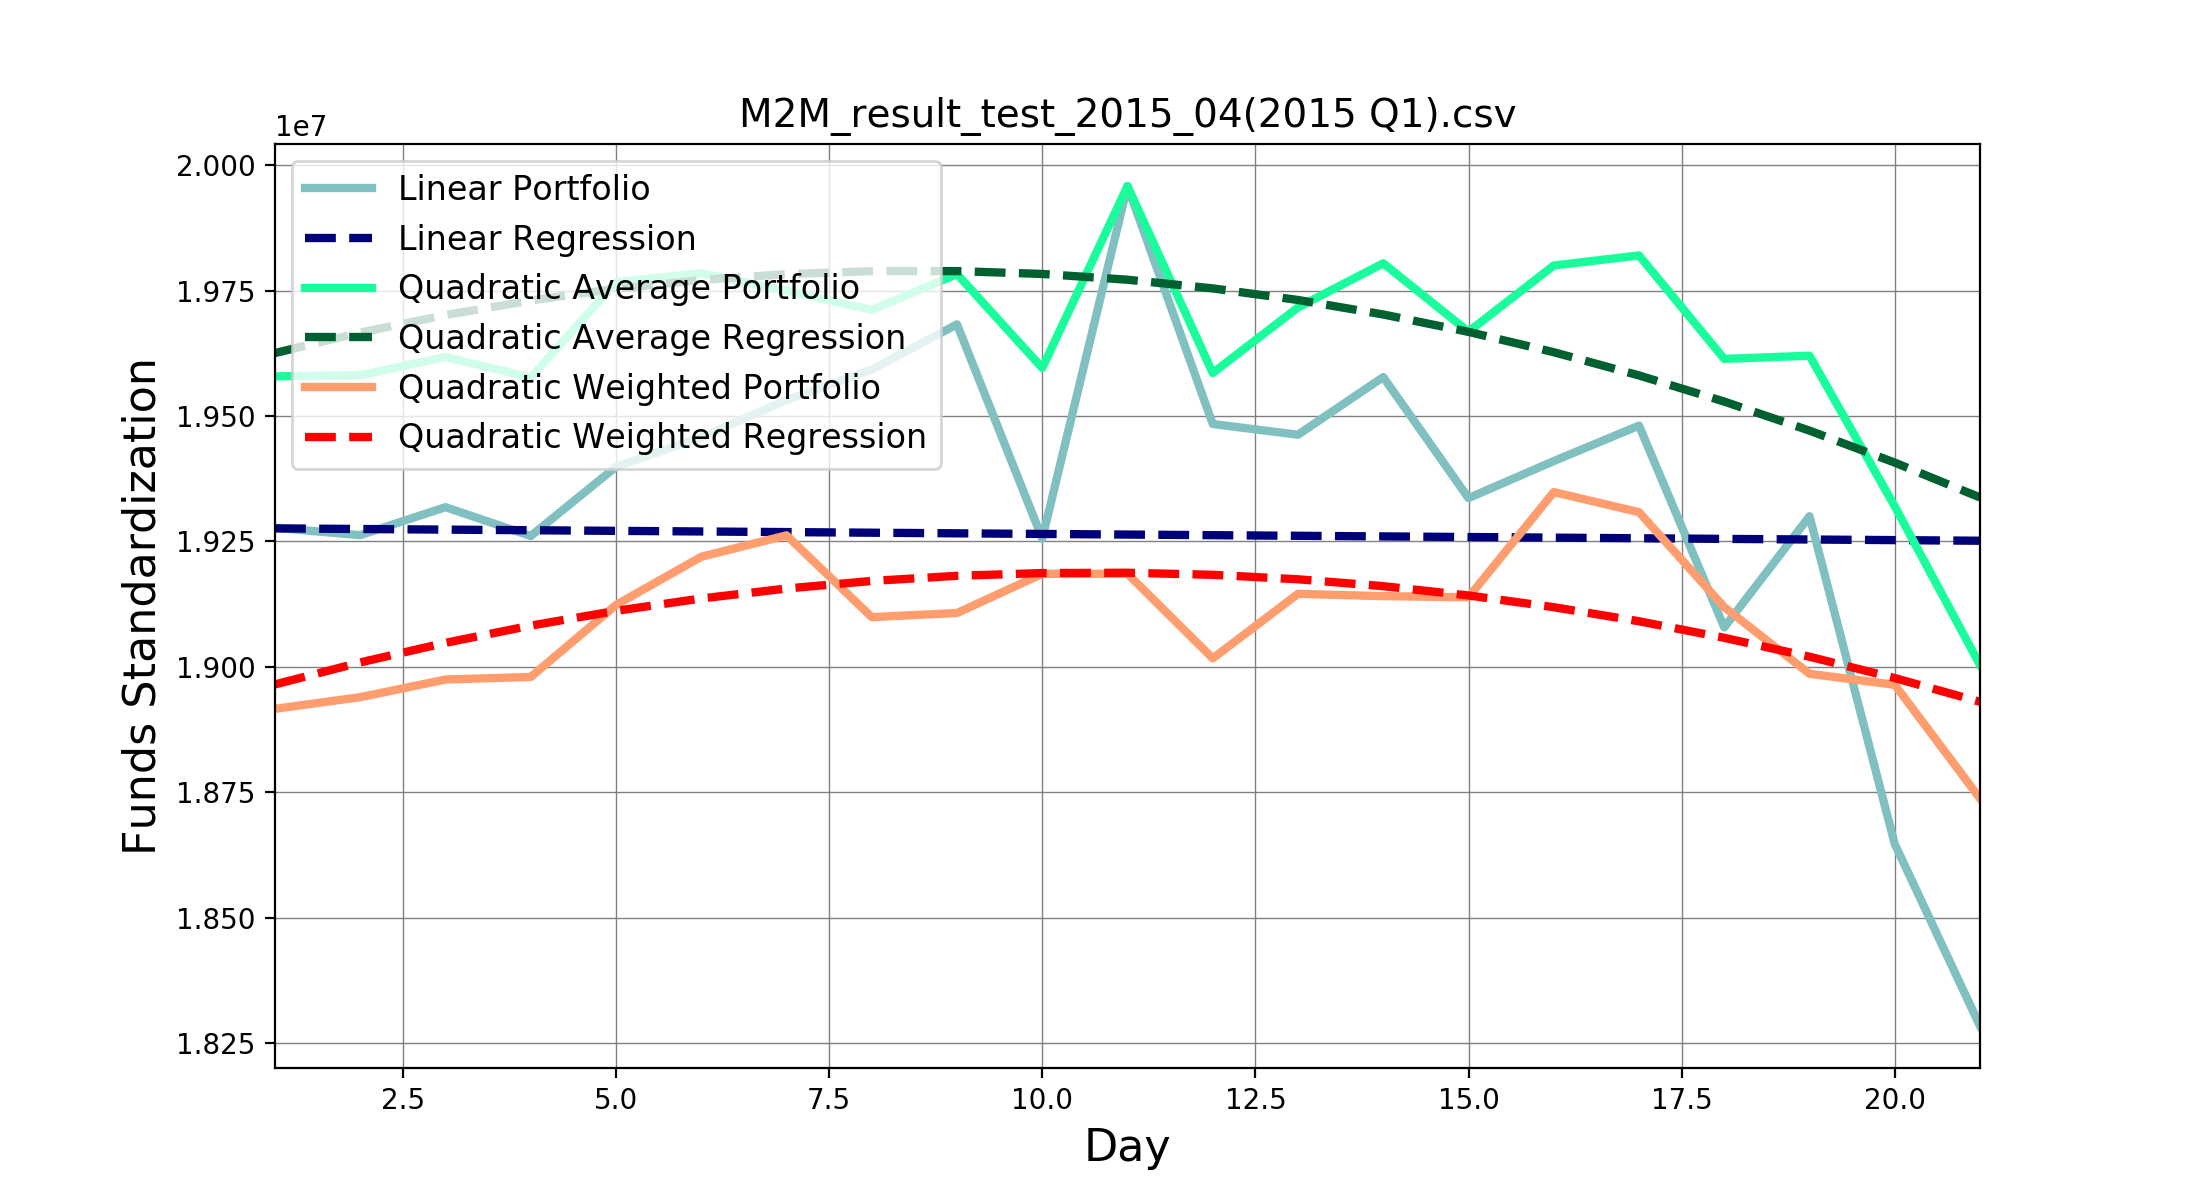 M2M_result_test_2015_04(2015 Q1).csv
1e7
2.000
1.975
1.950
1.925
1.900
1.875
1.850
1.825
Funds Standardization
Linear Portfolio
Linear Regression
Quadratic Average Portfolio
Quadratic Average Regression
Quadratic Weighted Portfolio
Quadratic Weighted Regression
2.5 5.0 7.5 10.0 12.5 15.0 17.5 20.0
Day